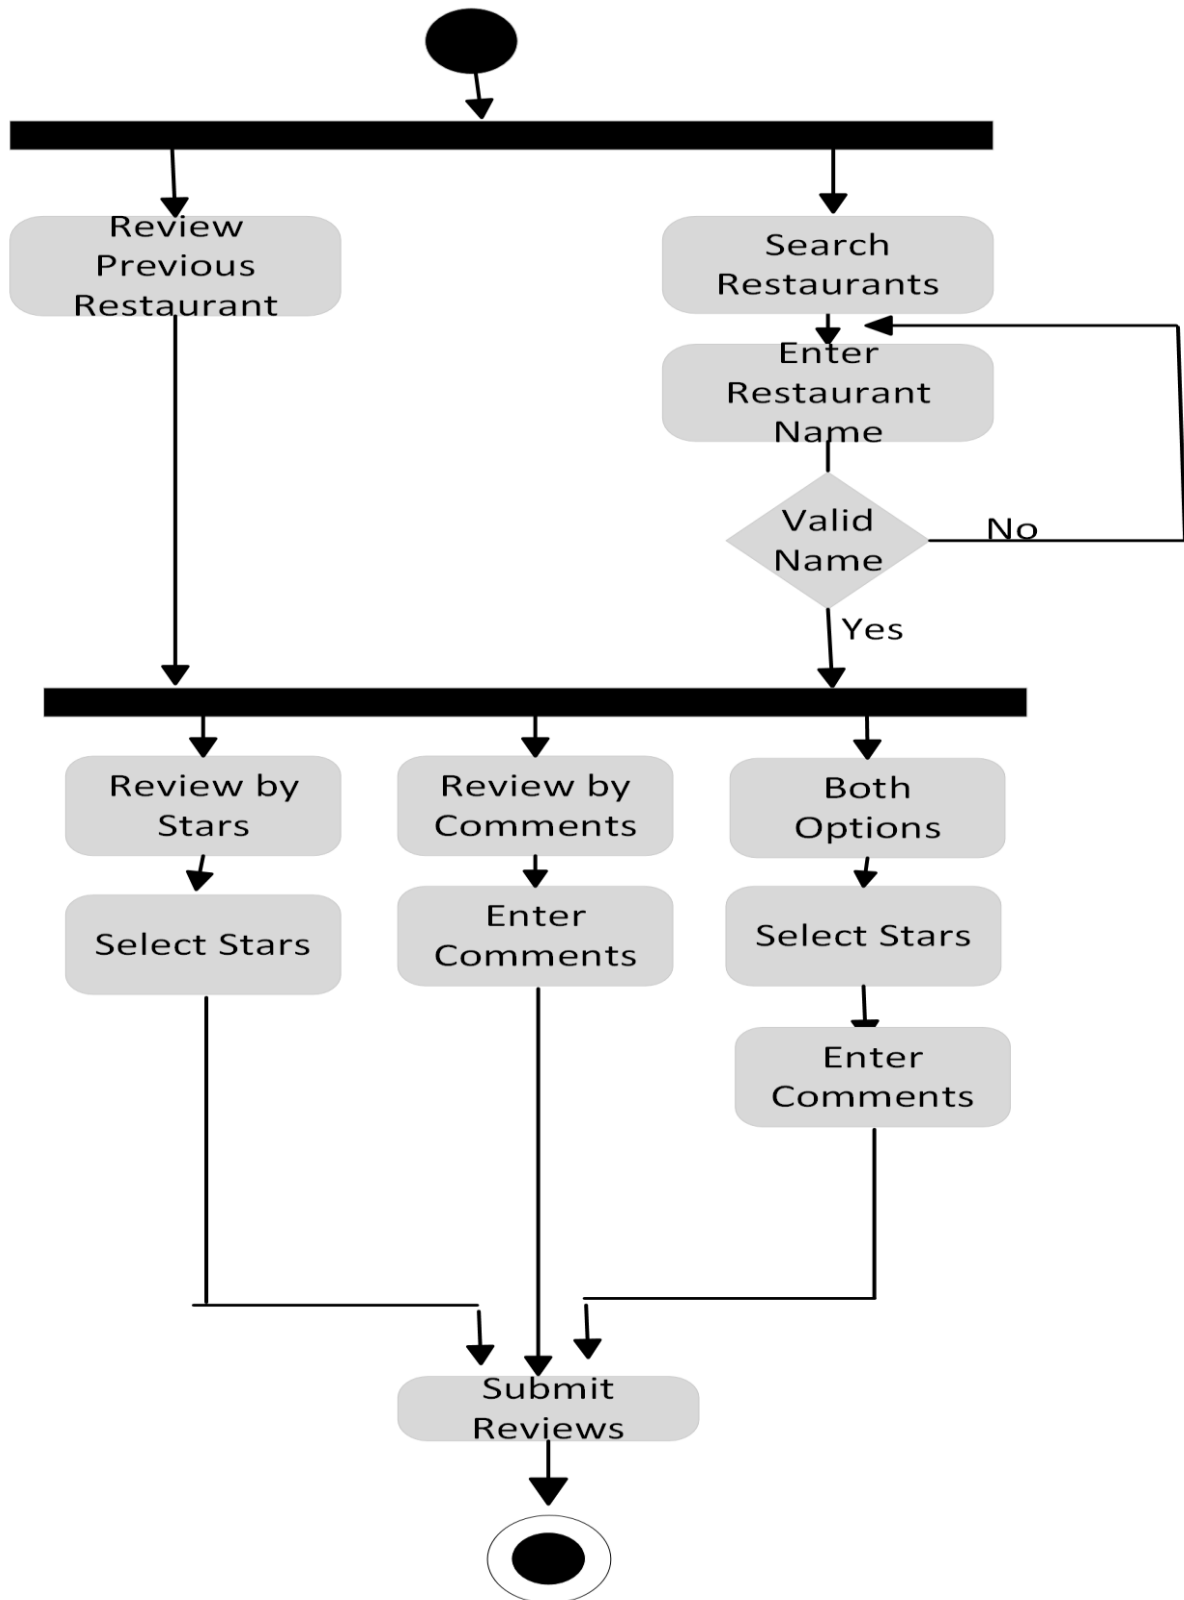 Review
Previous
Restaurant
Search
Restaurants
Enter
Restaurant
Name
Valid
Name
No
Yes
Review by
Stars
Review by
Comments
Both
Options
Select Stars
Enter
Comments
Select Stars
Enter
Comments
Submit
Reviews